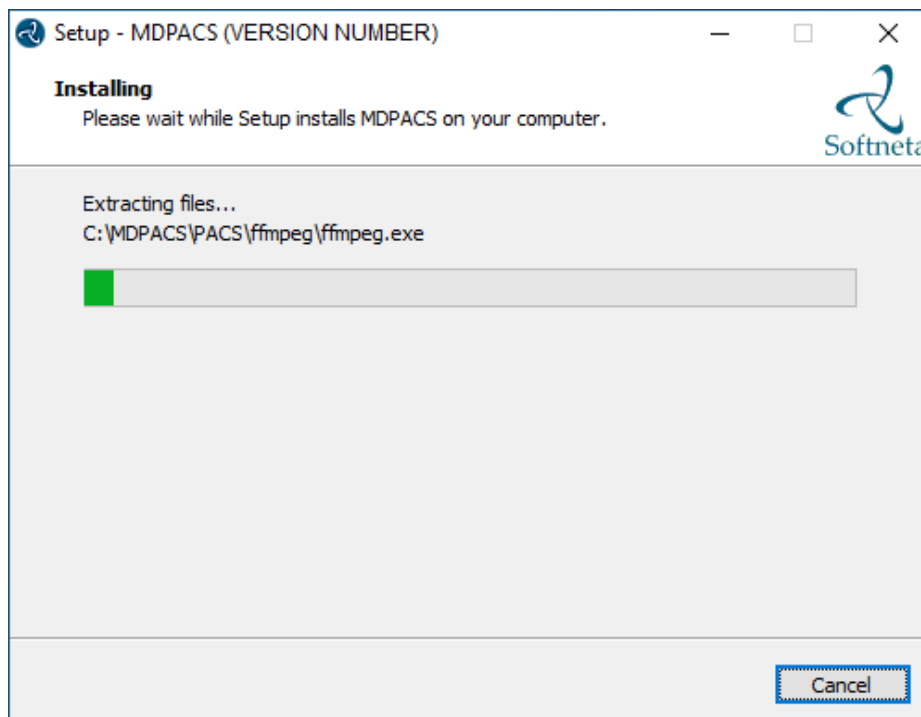 Setup - MDPACS (VERSION NUMBER)
Installing
Please wait while Setup installs MDPACS on your computer.
Softneta
Extracting files...
C:\MDPACS\PACS\ffmpeg\ffmpeg.exe
Cancel